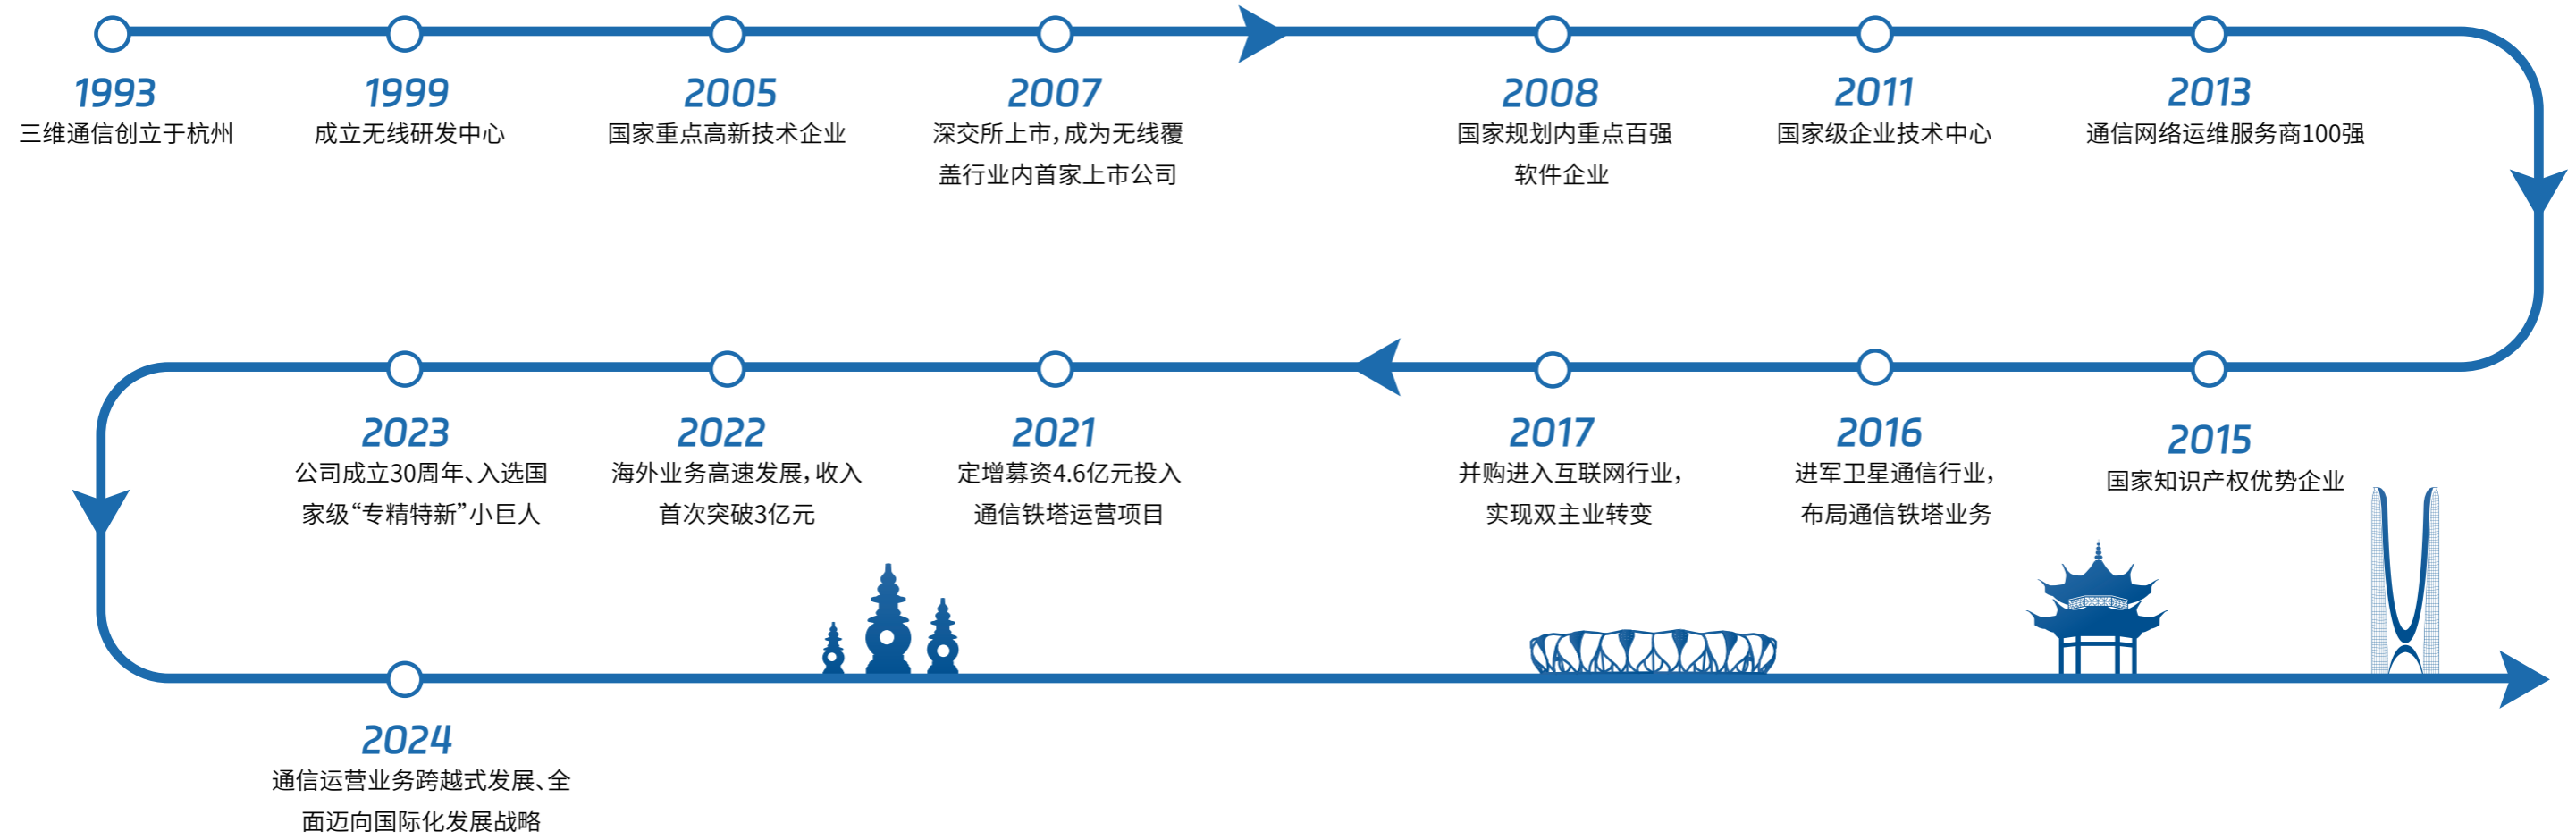 1993
三维通信创立于杭州
1999
成立无线研发中心
2005
国家重点高新技术企业
2007
深交所上市，成为无线覆
盖行业内首家上市公司
2008
国家规划内重点百强
软件企业
2011
国家级企业技术中心
2013
通信网络运维服务商100强
2015
国家知识产权优势企业
2016
进军卫星通信行业，
布局通信铁塔业务
2017
并购进入互联网行业，
实现双主业转变
2021
定增募资4.6亿元投入
通信铁塔运营项目
2022
海外业务高速发展，收入
首次突破3亿元
2023
公司成立30周年、入选国
家级“专精特新”小巨人
2024
通信运营业务跨越式发展、全
面迈向国际化发展战略